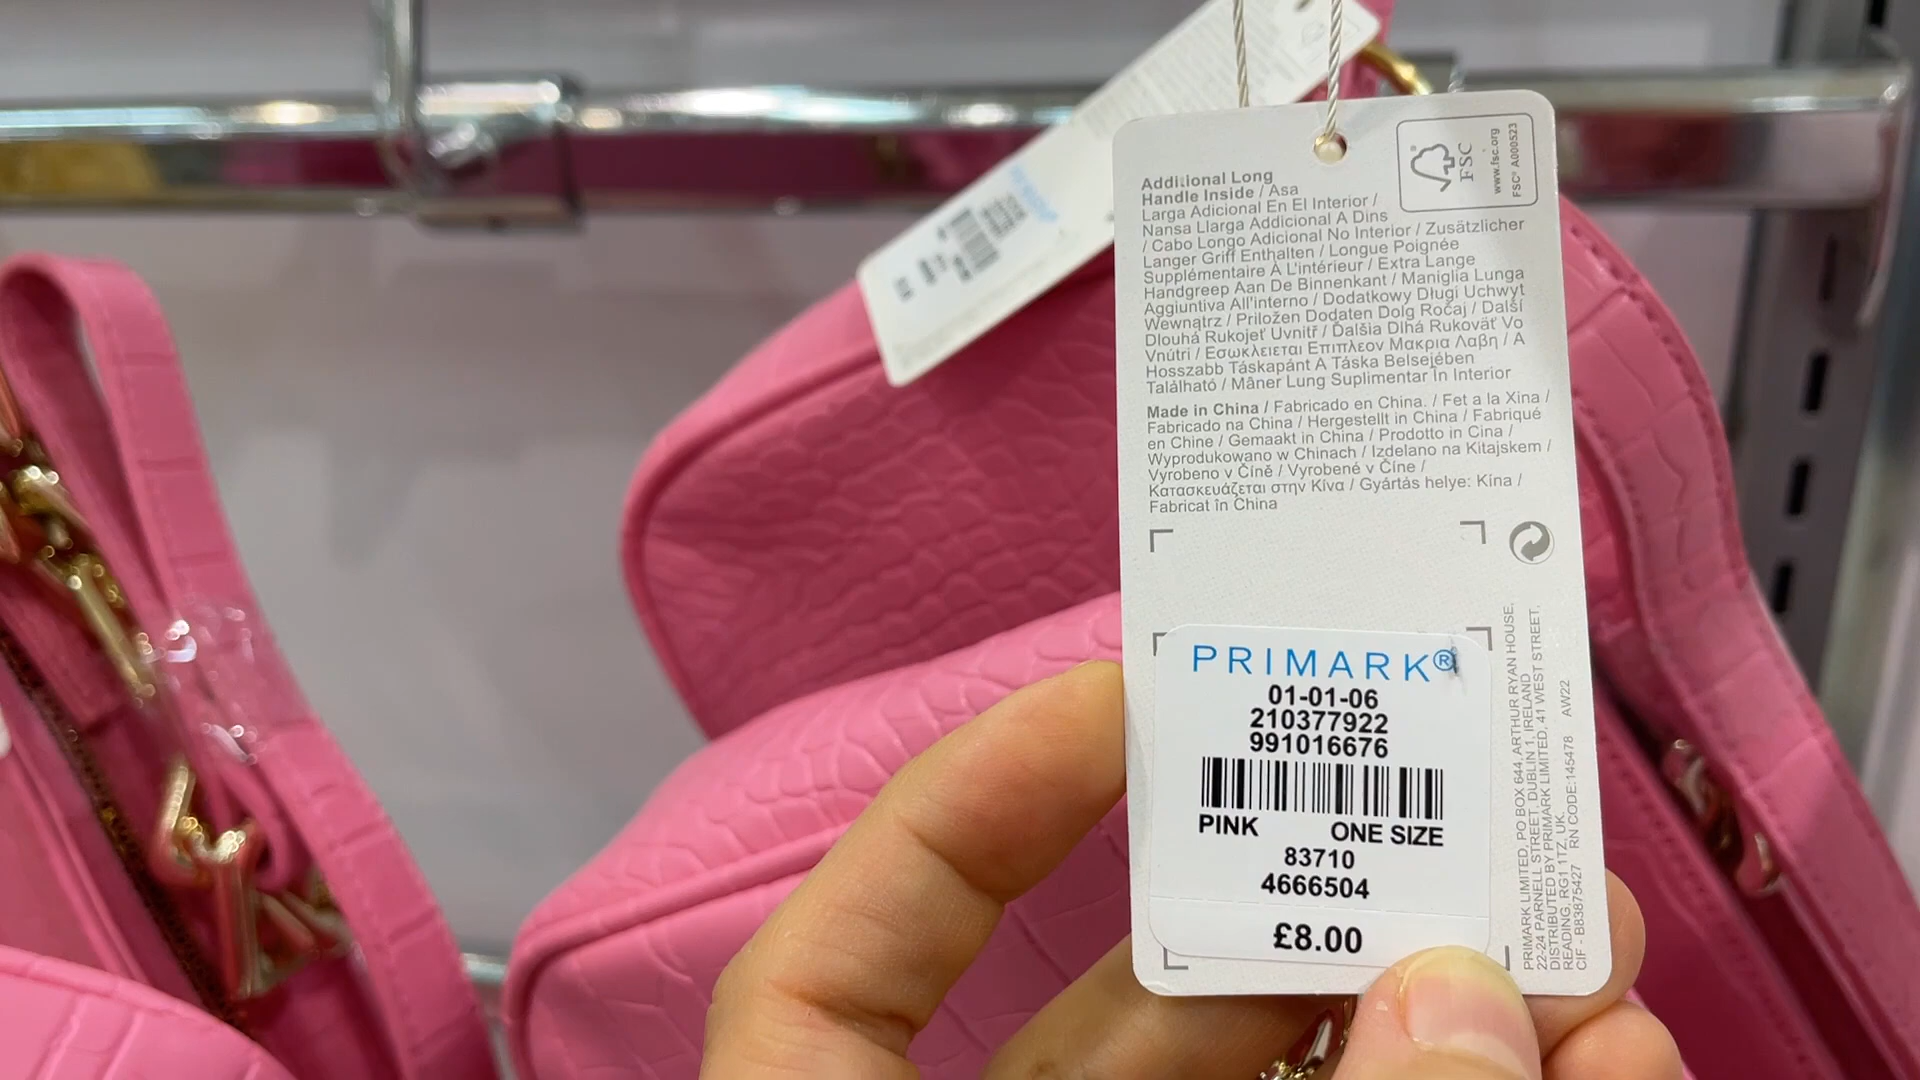 Additional Long
Handle Inside / Asa
Larga Adicional En El Interior /
Nansa Llarga Addicional A Dins
/ Cabo Longo Adicional No Interior / Zusätzlicher
Langer Griff Enthalten / Longue Poignée
Supplémentaire À L'intérieur / Extra Lange
Handgreep Aan De Binnenkant / Maniglia Lunga
Aggiuntiva All'interno / Dodatkowy Długi Uchwyt
Wewnątrz / Priložen Dodaten Dolg Ročaj / Další
Dlouhá Rukojeť Uvnitř / Ďalšia Dlhá Rukoväť Vo
Vnútri / Εσωκλειεται Επιπλεον Μακρια Λαβη / A
Hosszabb Táskapánt A Táska Belsejében
Található / Mâner Lung Suplimentar În Interior
Made in China / Fabricado en China. / Fet a la Xina /
Fabricado na China / Hergestellt in China / Fabriqué
en Chine / Gemaakt in China / Prodotto in Cina /
Wyprodukowano w Chinach / Izdelano na Kitajskem /
Vyrobeno v Číně / Vyrobené v Číne /
Κατασκευάζεται στην Κίνα / Gyártás helye: Kína /
Fabricat în China
FSC
www.fsc.org
FSC® A000523
PRIMARK®
01-01-06
210377922
991016676
PINK ONE SIZE
83710
4666504
£8.00
PRIMARK LIMITED, PO BOX 644, ARTHUR RYAN HOUSE,
22-24 PARNELL STREET, DUBLIN 1, IRELAND
DISTRIBUTED BY PRIMARK LIMITED, 41 WEST STREET,
READING, RG1 1TZ, UK.
RN CODE:145478 AW22
CIF - B83875427